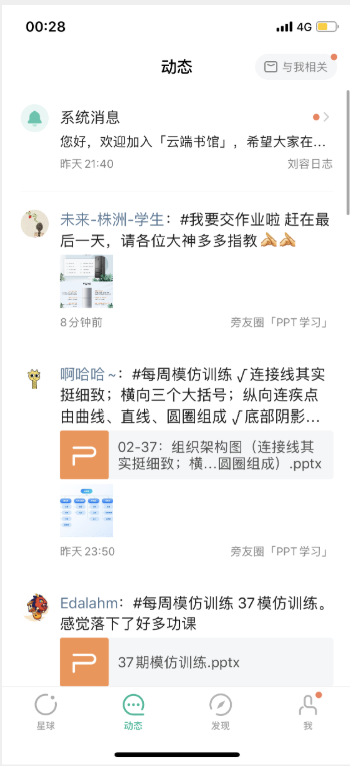 00:28
4G
动态
与我相关
系统消息
您好，欢迎加入「云端书馆」，希望大家在...
昨天 21:40
刘容日志
未来-株洲-学生：#我要交作业啦 赶在最
后一天，请各位大神多多指教
8分钟前
旁友圈「PPT学习」
啊哈哈～：#每周模仿训练 √连接线其实
挺细致；横向三个大括号；纵向连疾点
由曲线、直线、圆圈组成 √底部阴影...
02-37：组织架构图（连接线其
实挺细致；横...圆圈组成）.pptx
昨天 23:50
旁友圈「PPT学习」
Edalahm：#每周模仿训练 37模仿训练。
感觉落下了好多功课
37期模仿训练.pptx
星球
动态
发现
我